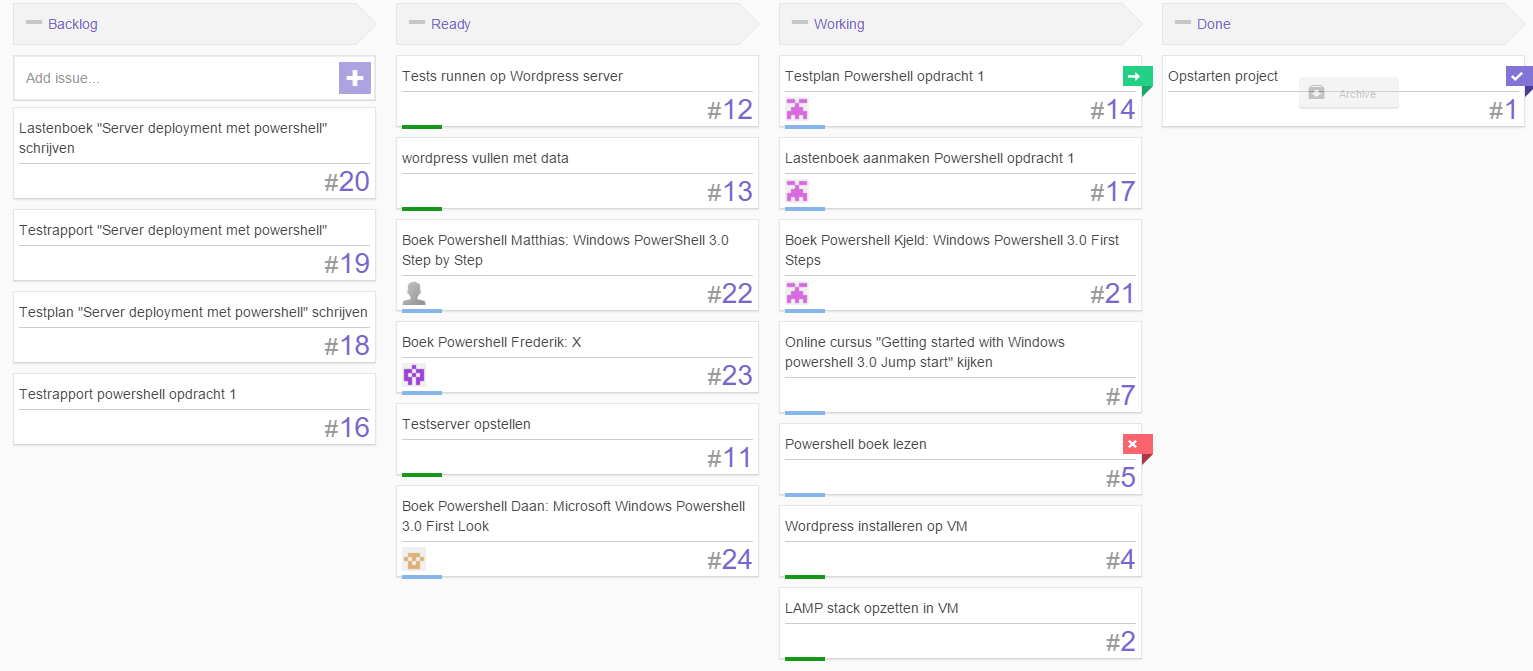 Backlog
Add issue...
Lastenboek "Server deployment met powershell"
schrijven
#20
Testrapport "Server deployment met powershell"
#19
Testplan "Server deployment met powershell" schrijven
#18
Testrapport powershell opdracht 1
#16
Ready
Tests runnen op Wordpress server
#12
wordpress vullen met data
#13
Boek Powershell Matthias: Windows PowerShell 3.0
Step by Step
#22
Boek Powershell Frederik: X
#23
Testserver opstellen
#11
Boek Powershell Daan: Microsoft Windows Powershell
3.0 First Look
#24
Working
Testplan Powershell opdracht 1
#14
Lastenboek aanmaken Powershell opdracht 1
#17
Boek Powershell Kjeld: Windows Powershell 3.0 First
Steps
#21
Online cursus "Getting started with Windows
powershell 3.0 Jump start" kijken
#7
Powershell boek lezen
#5
Wordpress installeren op VM
#4
LAMP stack opzetten in VM
#2
Done
Opstarten project
Archive
#1